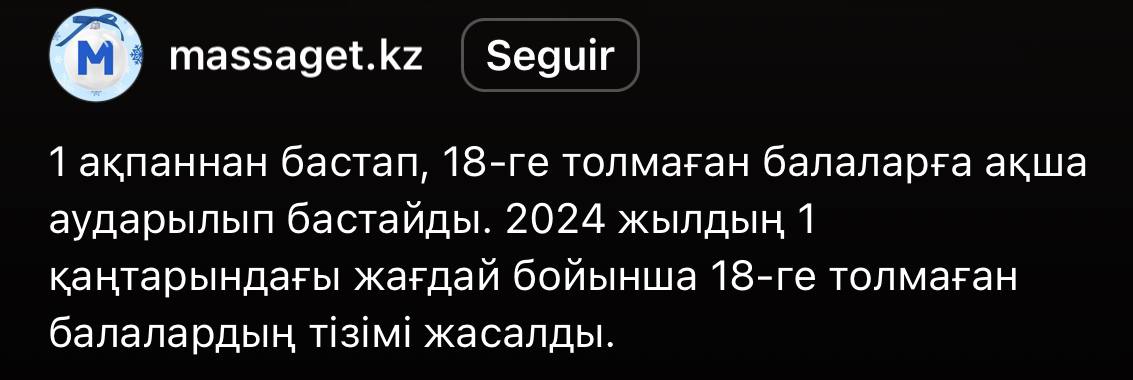 M
massaget.kz Seguir
1 ақпаннан бастап, 18-ге толмаған балаларға ақша
аударылып бастайды. 2024 жылдың 1
қаңтарындағы жағдай бойынша 18-ге толмаған
балалардың тізімі жасалды.